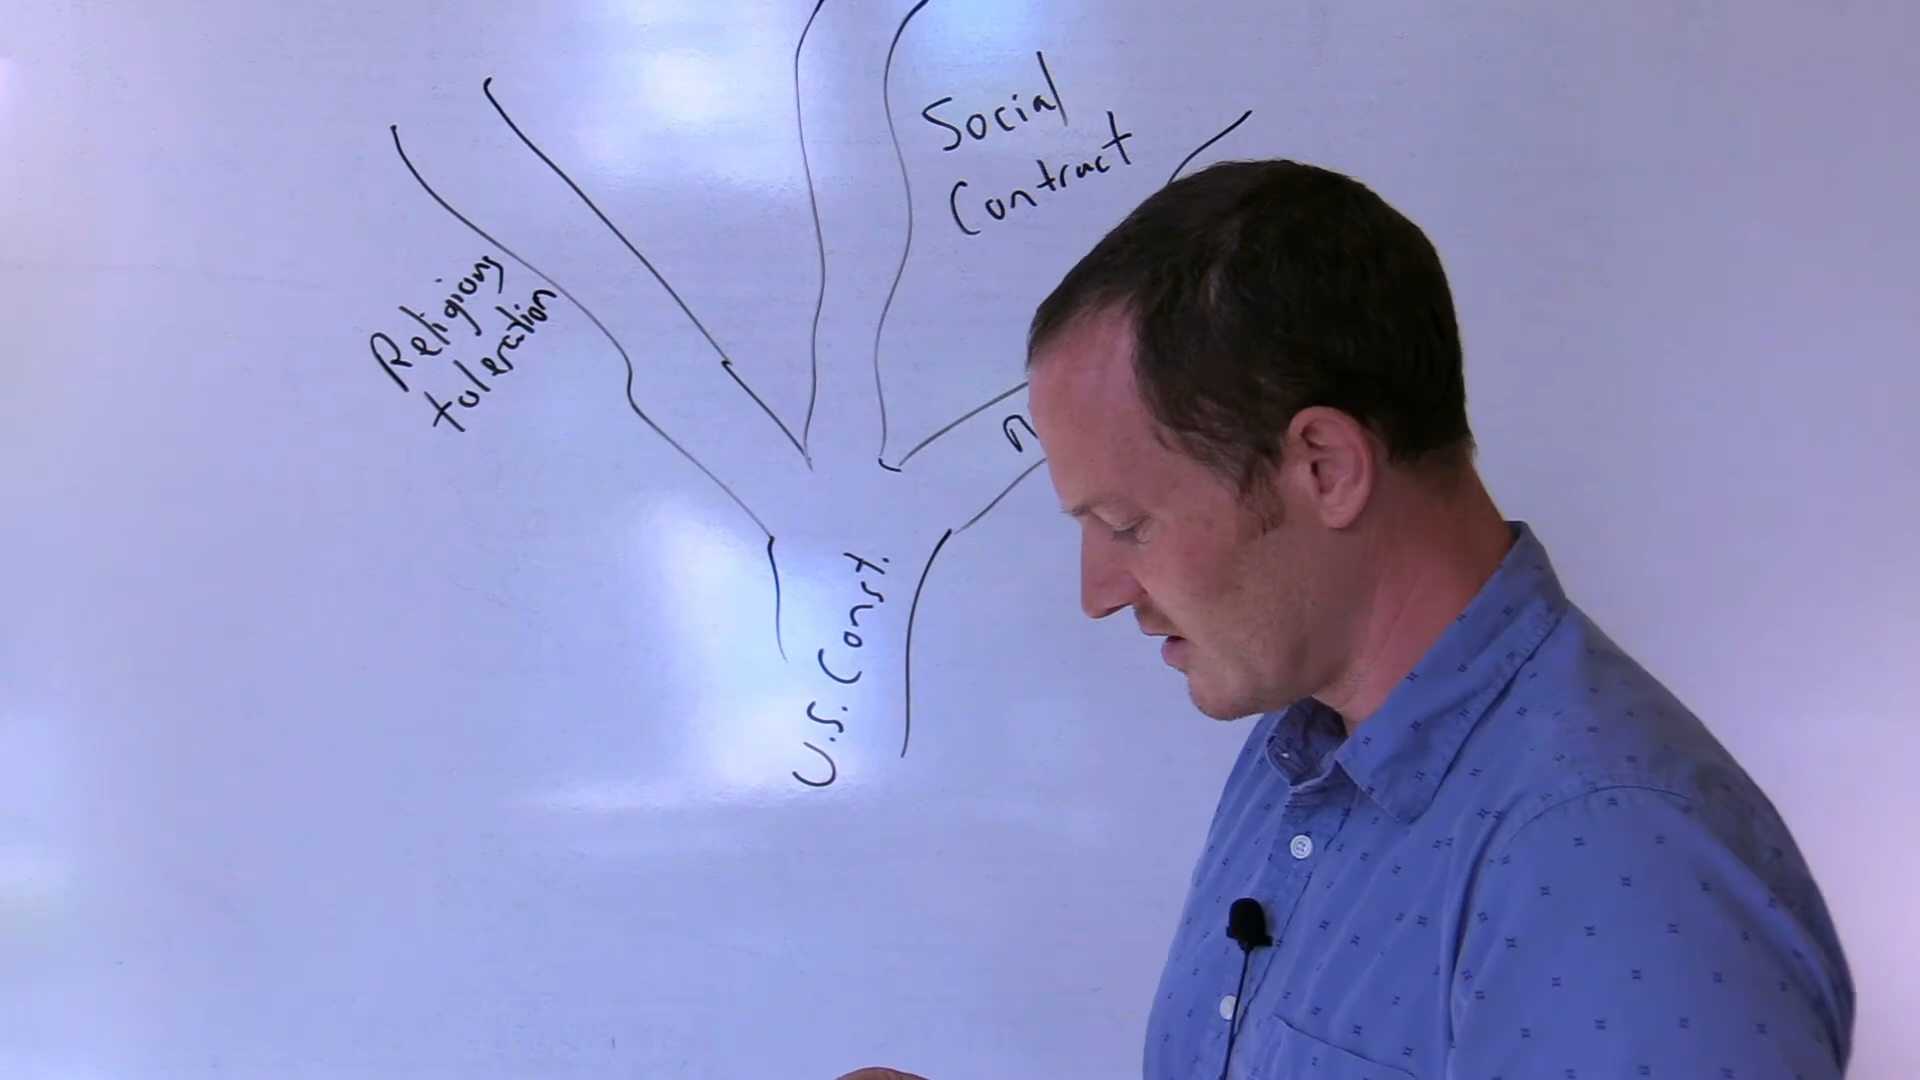 Social
Contract
Religious
toleration
U.S. Const.